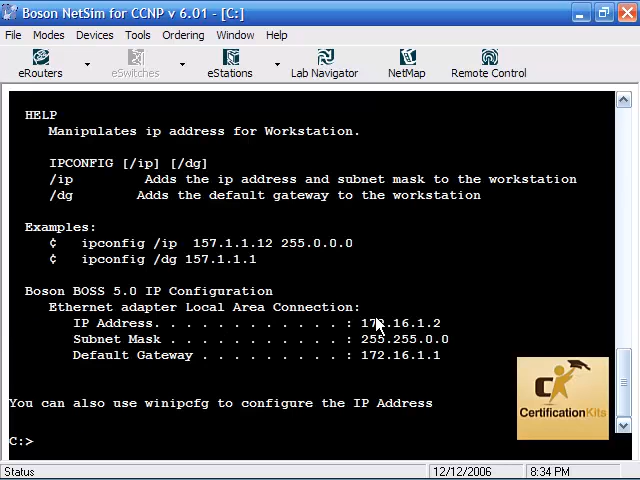 Boson NetSim for CCNP v 6.01 - [C:]
File Modes Devices Tools Ordering Window Help
eRouters eSwitches eStations Lab Navigator NetMap Remote Control
HELP
Manipulates ip address for Workstation.
IPCONFIG [/ip] [/dg]
/ip Adds the ip address and subnet mask to the workstation
/dg Adds the default gateway to the workstation
Examples:
¢ ipconfig /ip 157.1.1.12 255.0.0.0
¢ ipconfig /dg 157.1.1.1
Boson BOSS 5.0 IP Configuration
Ethernet adapter Local Area Connection:
IP Address. . . . . . . . . . . . : 172.16.1.2
Subnet Mask . . . . . . . . . . . : 255.255.0.0
Default Gateway . . . . . . . . . : 172.16.1.1
CK
CertificationKits
You can also use winipcfg to configure the IP Address
C:>
Status 12/12/2006 8:34 PM